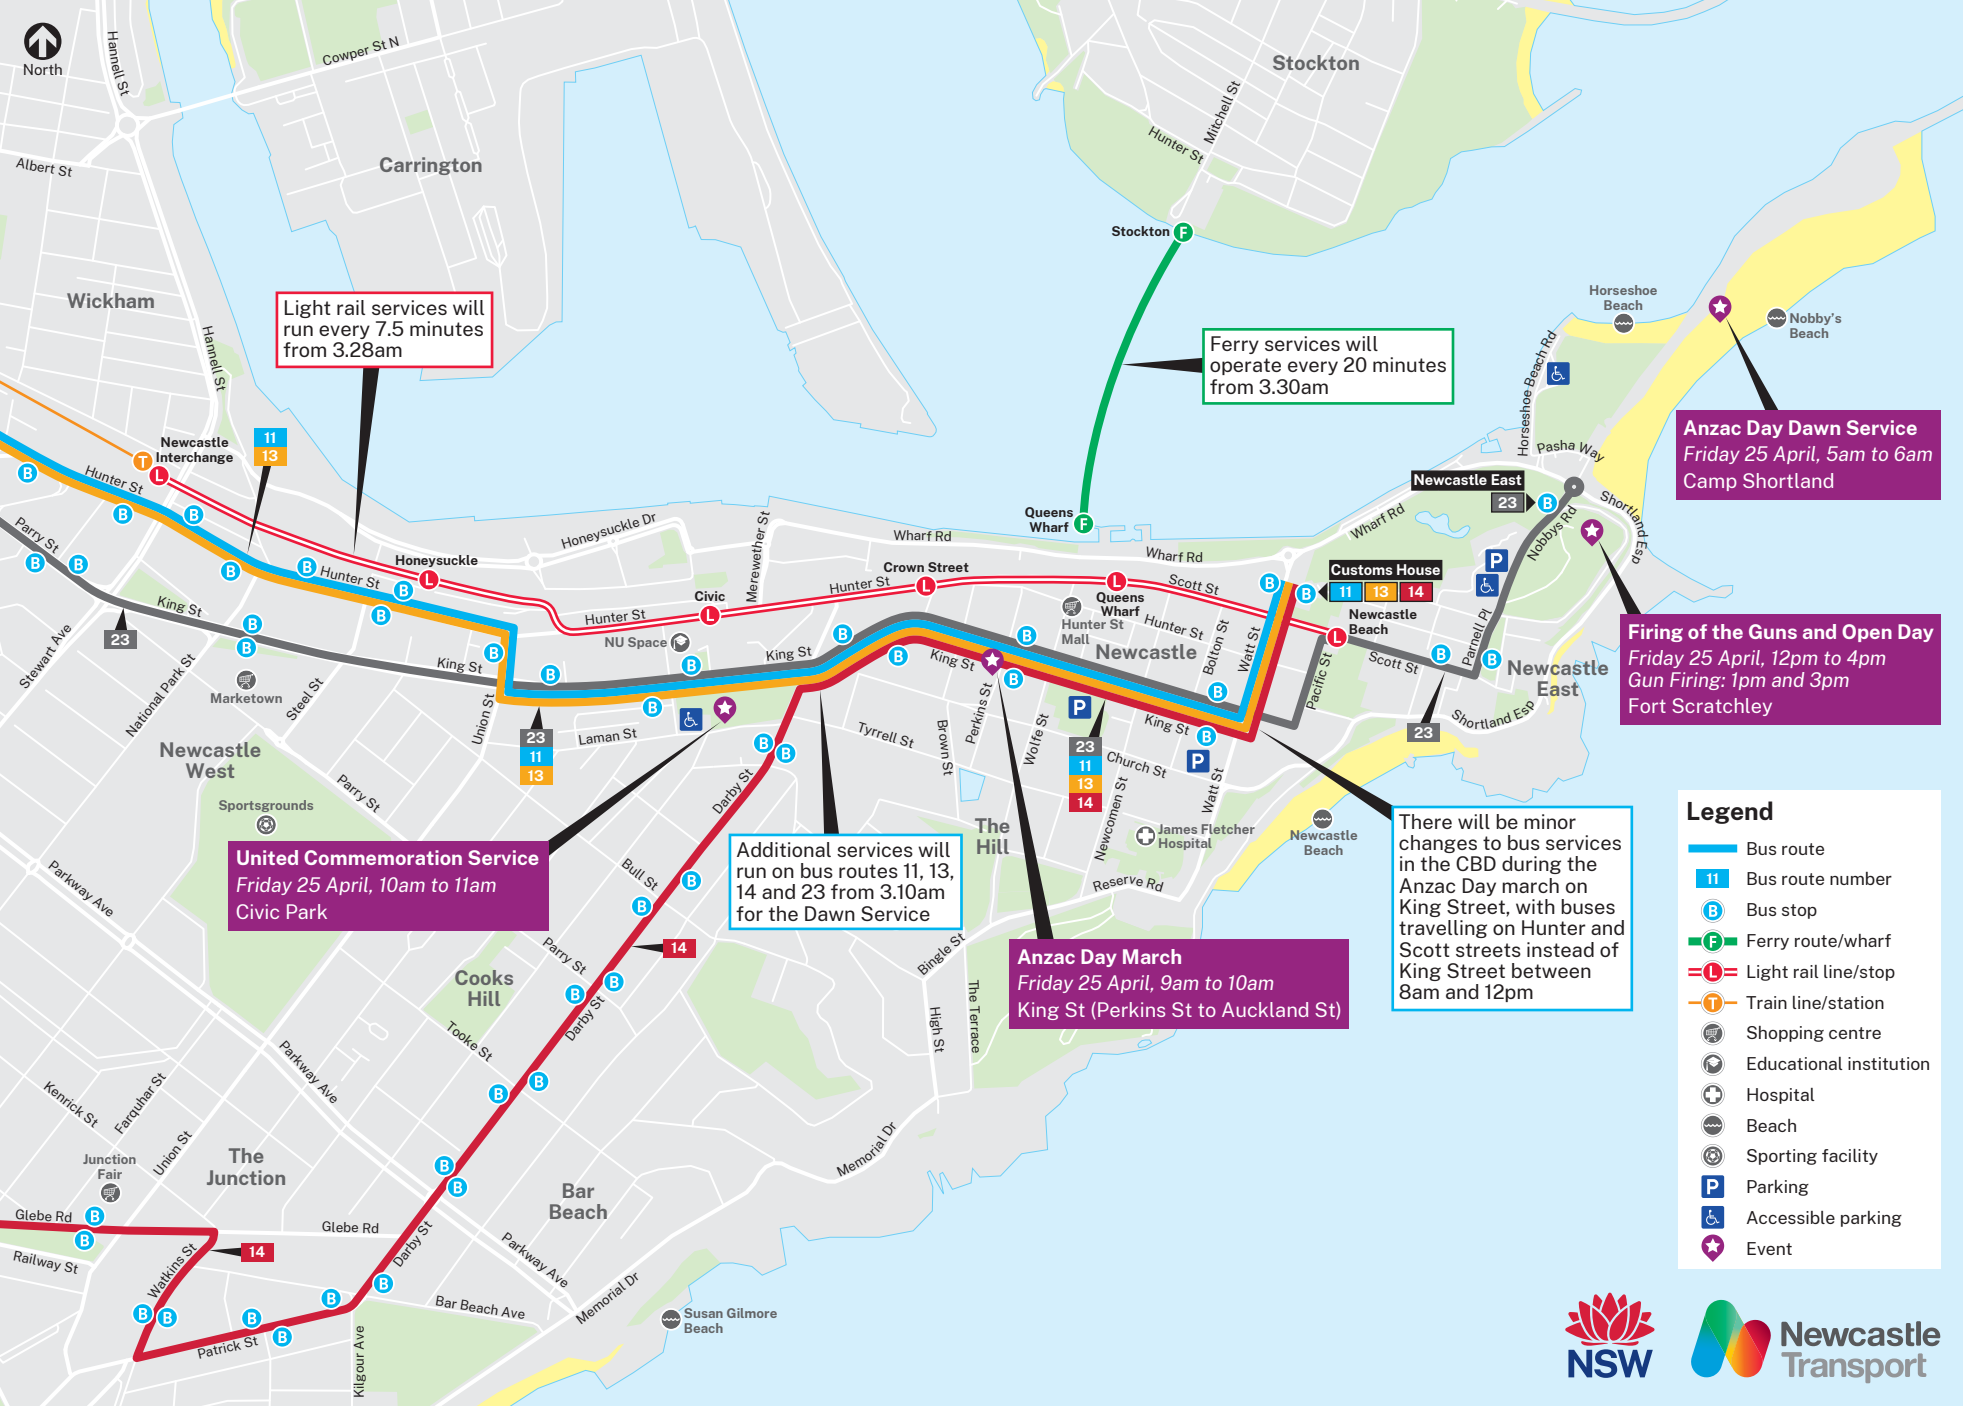 North
Hannell St
Cowper St N
Albert St
Carrington
Wickham
Hannell St
Stockton
Mitchell St
Hunter St
Stockton
F
Light rail services will
run every 7.5 minutes
from 3.28am
Ferry services will
operate every 20 minutes
from 3.30am
Horseshoe
Beach
Nobby's
Beach
Horseshoe Beach Rd
Pasha Way
Anzac Day Dawn Service
Friday 25 April, 5am to 6am
Camp Shortland
Newcastle
Interchange
T
L
11
13
Hunter St
Parry St
Honeysuckle
L
Hunter St
Honeysuckle Dr
Merewether St
Wharf Rd
Queens
Wharf
F
Wharf Rd
Wharf Rd
Newcastle East
23
B
Nobbys Rd
Shortland Esp
Civic
L
Hunter St
Hunter St
Crown Street
L
Queens
Wharf
L
Scott St
Customs House
11
13
14
Newcastle
Beach
L
Hunter St
Mall
Hunter St
Newcastle
Bolton St
Watt St
Pacific St
Scott St
Parnell Pl
Newcastle
East
Shortland Esp
23
Firing of the Guns and Open Day
Friday 25 April, 12pm to 4pm
Gun Firing: 1pm and 3pm
Fort Scratchley
King St
23
Stewart Ave
National Park St
Marketown
Steel St
King St
Union St
NU Space
King St
King St
King St
23
11
13
Laman St
Newcastle
West
Parry St
Sportsgrounds
Darby St
Tyrrell St
Brown St
Perkins St
Wolfe St
P
23
11
13
14
Church St
Newcomen St
Watt St
P
P
The
Hill
James Fletcher
Hospital
Newcastle
Beach
Reserve Rd
United Commemoration Service
Friday 25 April, 10am to 11am
Civic Park
Additional services will
run on bus routes 11, 13,
14 and 23 from 3.10am
for the Dawn Service
There will be minor
changes to bus services
in the CBD during the
Anzac Day march on
King Street, with buses
travelling on Hunter and
Scott streets instead of
King Street between
8am and 12pm
Anzac Day March
Friday 25 April, 9am to 10am
King St (Perkins St to Auckland St)
Parkway Ave
Bull St
14
Parry St
Cooks
Hill
Darby St
Tooke St
Bingle St
High St
The Terrace
Parkway Ave
Kenrick St
Farquhar St
Union St
Junction
Fair
The
Junction
Bar
Beach
Memorial Dr
Glebe Rd
Glebe Rd
Railway St
Watkins St
14
Darby St
Parkway Ave
Memorial Dr
Bar Beach Ave
Patrick St
Kilgour Ave
Susan Gilmore
Beach
Legend
Bus route
11 Bus route number
B Bus stop
F Ferry route/wharf
L Light rail line/stop
T Train line/station
Shopping centre
Educational institution
Hospital
Beach
Sporting facility
P Parking
Accessible parking
Event
NSW
Newcastle
Transport